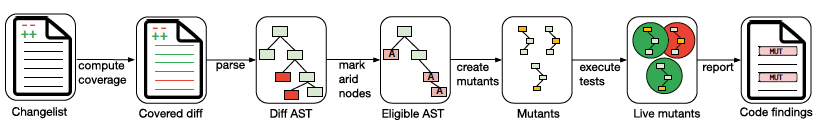 -- ++
compute coverage
parse
mark arid nodes
A
A
A
create mutants
execute tests
report
MUT
MUT
Changelist
Covered diff
Diff AST
Eligible AST
Mutants
Live mutants
Code findings